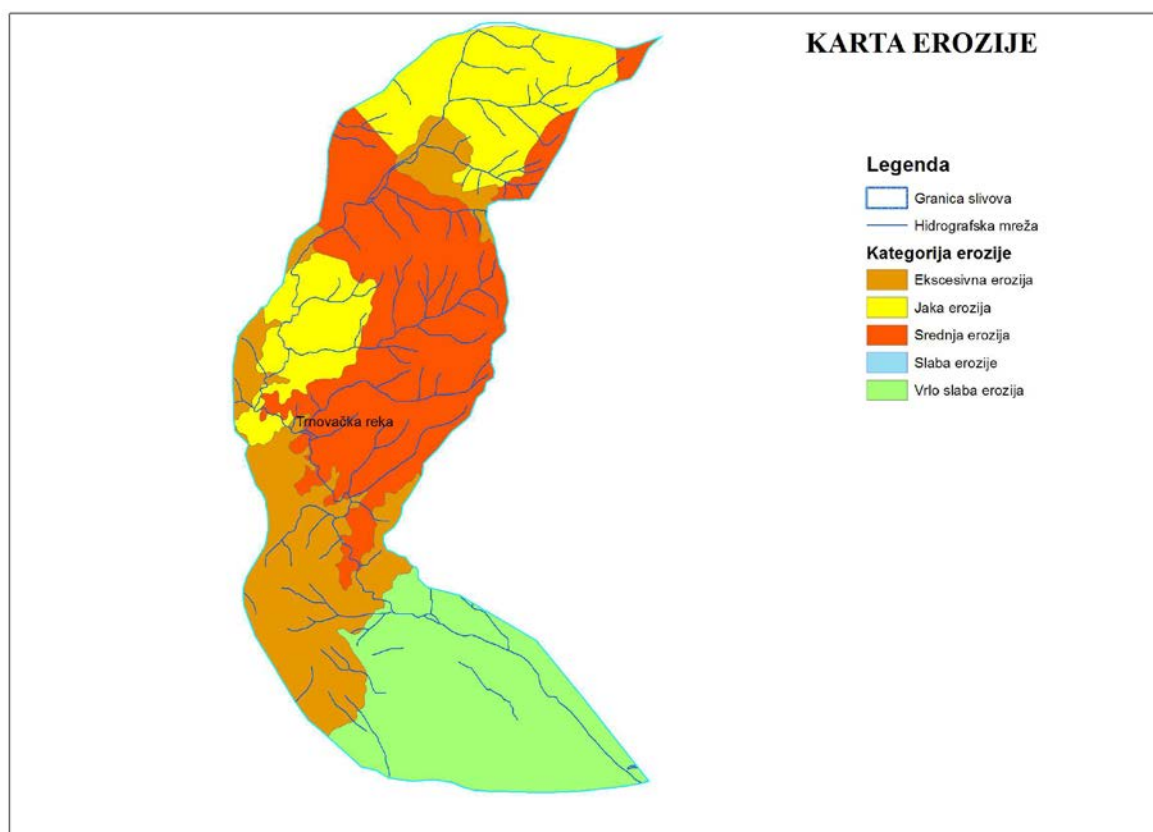 KARTA EROZIJE
Legenda
Granica slivova
Hidrografska mreža
Kategorija erozije
Ekscesivna erozija
Jaka erozija
Srednja erozija
Slaba erozije
Vrlo slaba erozija
Trnovačka reka